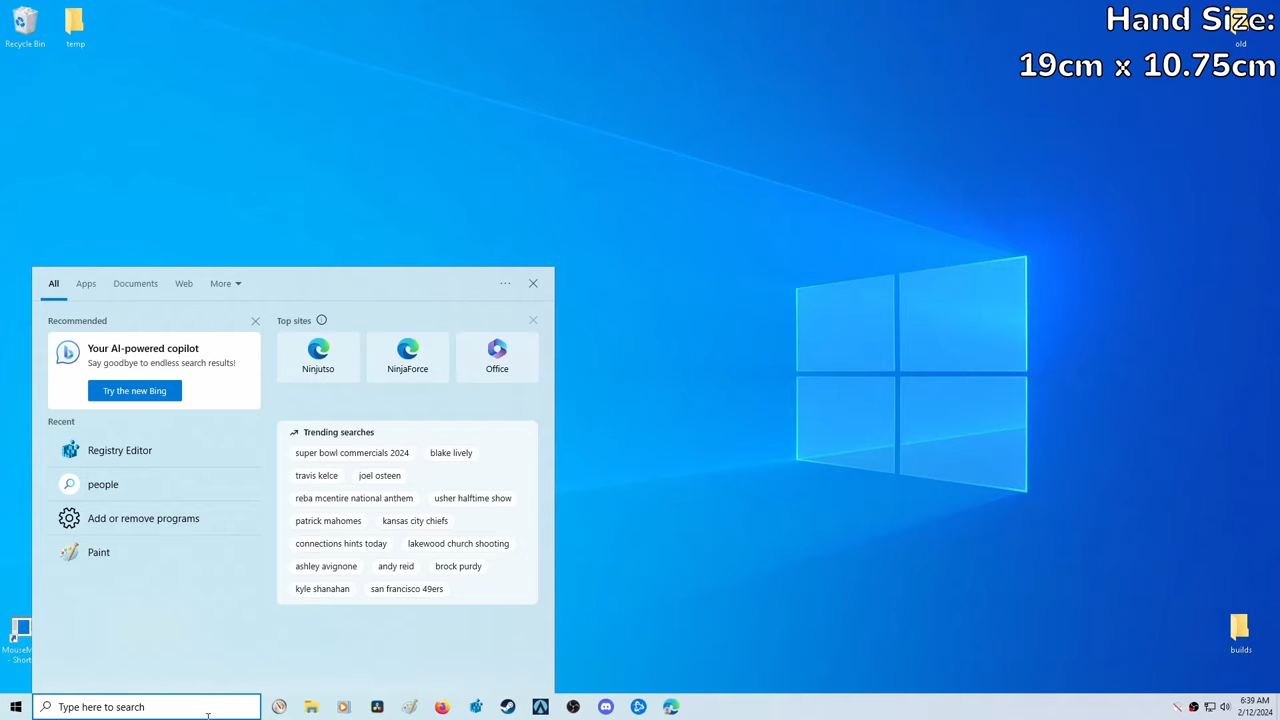 Recycle Bin
temp
Hand Size:
19cm x 10.75cm
old
All
Apps
Documents
Web
More
Recommended
Your AI-powered copilot
Say goodbye to endless search results!
Try the new Bing
Recent
Registry Editor
people
Add or remove programs
Paint
Top sites
Ninjutso
NinjaForce
Office
Trending searches
super bowl commercials 2024
blake lively
travis kelce
joel osteen
reba mcentire national anthem
usher halftime show
patrick mahomes
kansas city chiefs
connections hints today
lakewood church shooting
ashley avignone
andy reid
brock purdy
kyle shanahan
san francisco 49ers
MouseM
- Short
builds
Type here to search
6:39 AM
2/12/2024